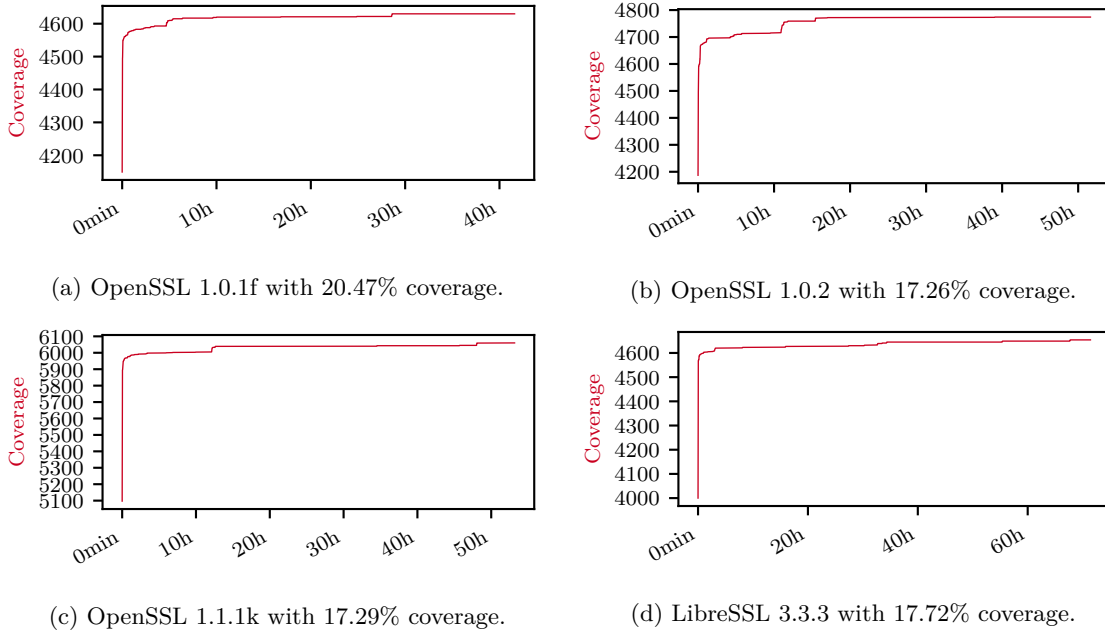 Coverage
4600
4500
4400
4300
4200
0min
10h
20h
30h
40h
(a) OpenSSL 1.0.1f with 20.47% coverage.
Coverage
4800
4700
4600
4500
4400
4300
4200
0min
10h
20h
30h
40h
50h
(b) OpenSSL 1.0.2 with 17.26% coverage.
Coverage
6100
6000
5900
5800
5700
5600
5500
5400
5300
5200
5100
0min
10h
20h
30h
40h
50h
(c) OpenSSL 1.1.1k with 17.29% coverage.
Coverage
4600
4500
4400
4300
4200
4100
4000
0min
20h
40h
60h
(d) LibreSSL 3.3.3 with 17.72% coverage.